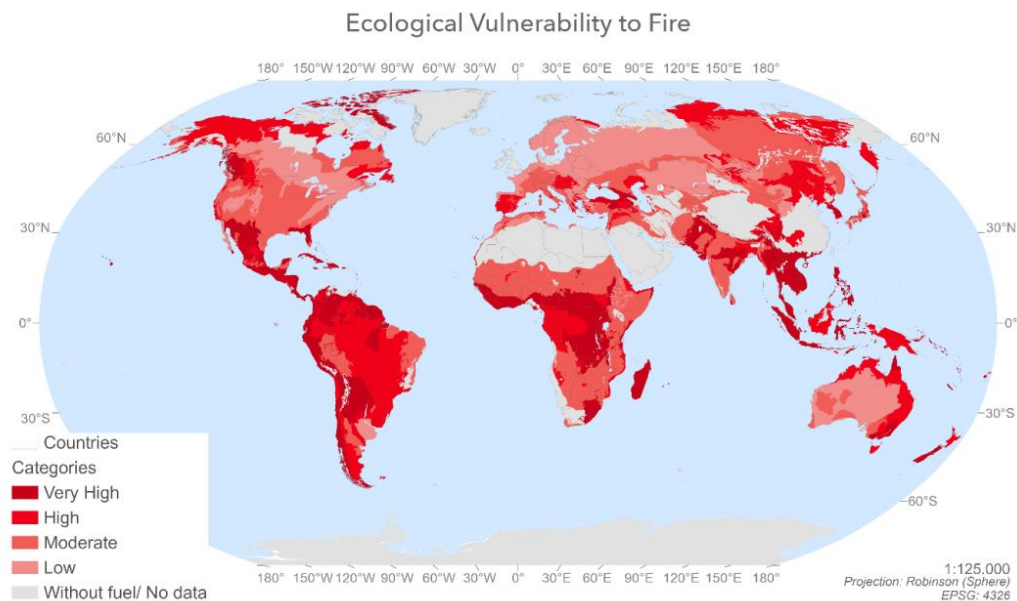 Ecological Vulnerability to Fire
180° 150°W 120°W 90°W 60°W 30°W 0° 30°E 60°E 90°E 120°E 150°E 180°
60°N 60°N
30°N 30°N
0° 0°
30°S 30°S
60°S
Countries
Categories
Very High
High
Moderate
Low
Without fuel/ No data
180° 150°W 120°W 90°W 60°W 30°W 0° 30°E 60°E 90°E 120°E 150°E 180°
1:125.000
Projection: Robinson (Sphere)
EPSG: 4326